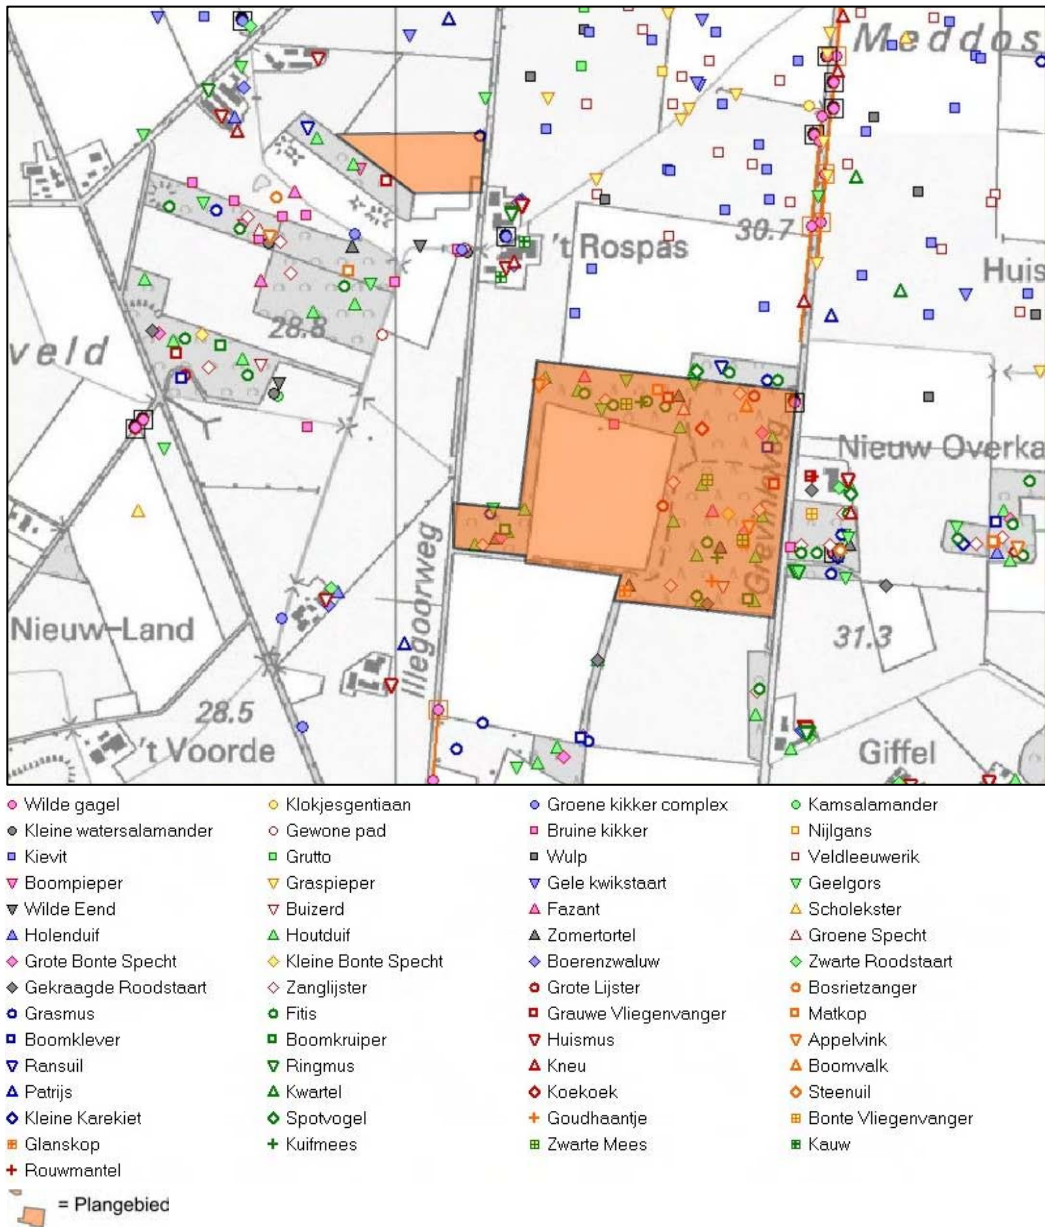 Meddos
30.7
't Rospas
Huis
28.8
veld
Nieuw Overka
Grevinkweg
Illegoorweg
Nieuw-Land
31.3
28.5
't Voorde
Giffel
Wilde gagel Klokjesgentiaan Groene kikker complex Kamsalamander
Kleine watersalamander Gewone pad Bruine kikker Nijlgans
Kievit Grutto Wulp Veldleeuwerik
Boompieper Graspieper Gele kwikstaart Geelgors
Wilde Eend Buizerd Fazant Scholekster
Holenduif Houtduif Zomertortel Groene Specht
Grote Bonte Specht Kleine Bonte Specht Boerenzwaluw Zwarte Roodstaart
Gekraagde Roodstaart Zanglijster Grote Lijster Bosrietzanger
Grasmus Fitis Grauwe Vliegenvanger Matkop
Boomklever Boomkruiper Huismus Appelvink
Ransuil Ringmus Kneu Boomvalk
Patrijs Kwartel Koekoek Steenuil
Kleine Karekiet Spotvogel Goudhaantje Bonte Vliegenvanger
Glanskop Kuifmees Zwarte Mees Kauw
Rouwmantel
= Plangebied